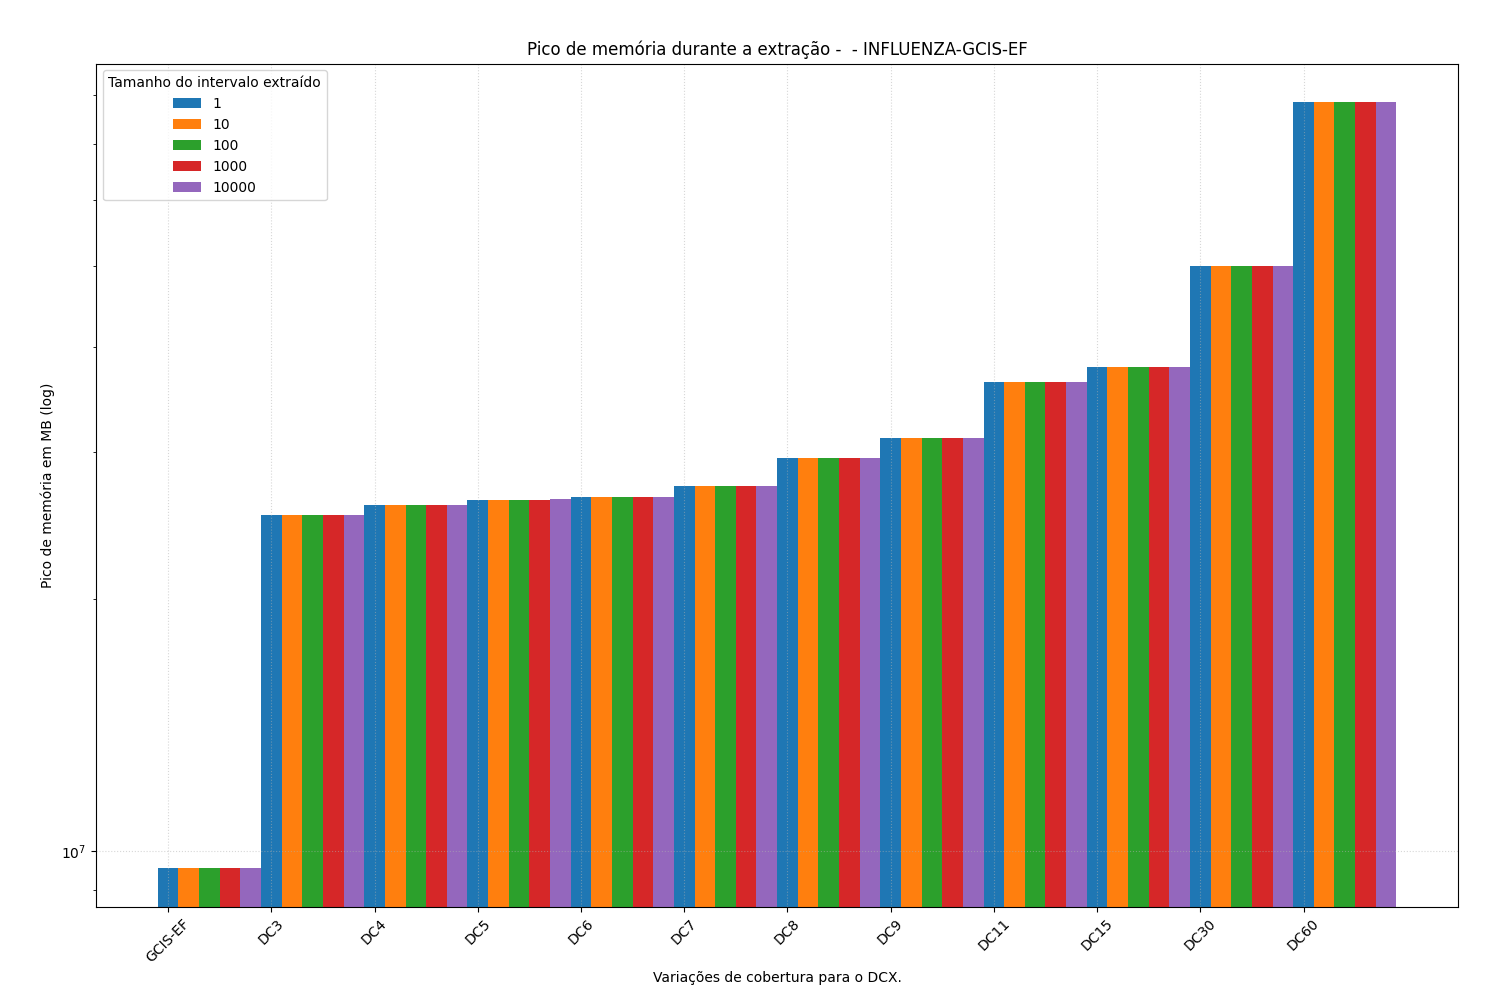 Pico de memória durante a extração -  - INFLUENZA-GCIS-EF
Tamanho do intervalo extraído
1
10
100
1000
10000
Pico de memória em MB (log)
10⁷
GCIS-EF
DC3
DC4
DC5
DC6
DC7
DC8
DC9
DC11
DC15
DC30
DC60
Variações de cobertura para o DCX.